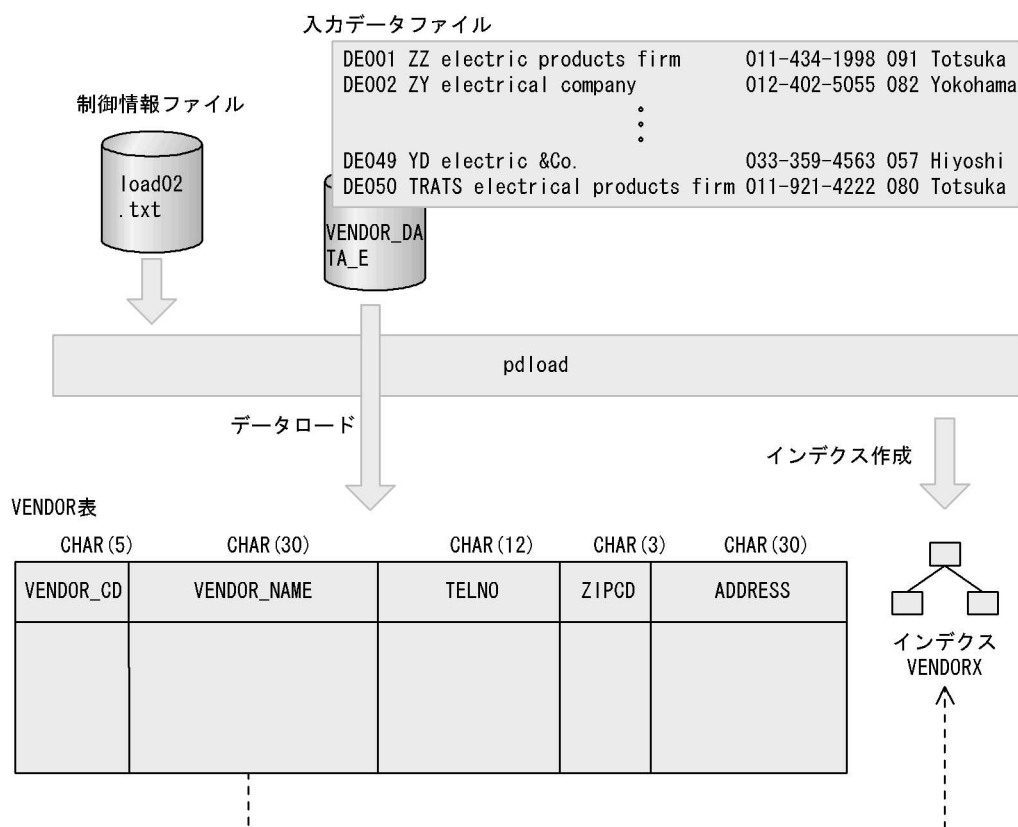 入力データファイル
DE001 ZZ electric products firm 011-434-1998 091 Totsuka
DE002 ZY electrical company 012-402-5055 082 Yokohama
DE049 YD electric &Co. 033-359-4563 057 Hiyoshi
DE050 TRATS electrical products firm 011-921-4222 080 Totsuka
制御情報ファイル
load02
.txt
VENDOR_DA
TA_E
pdload
データロード
インデクス作成
VENDOR表
CHAR(5) CHAR(30) CHAR(12) CHAR(3) CHAR(30)
VENDOR_CD VENDOR_NAME TELNO ZIPCD ADDRESS
インデクス
VENDORX